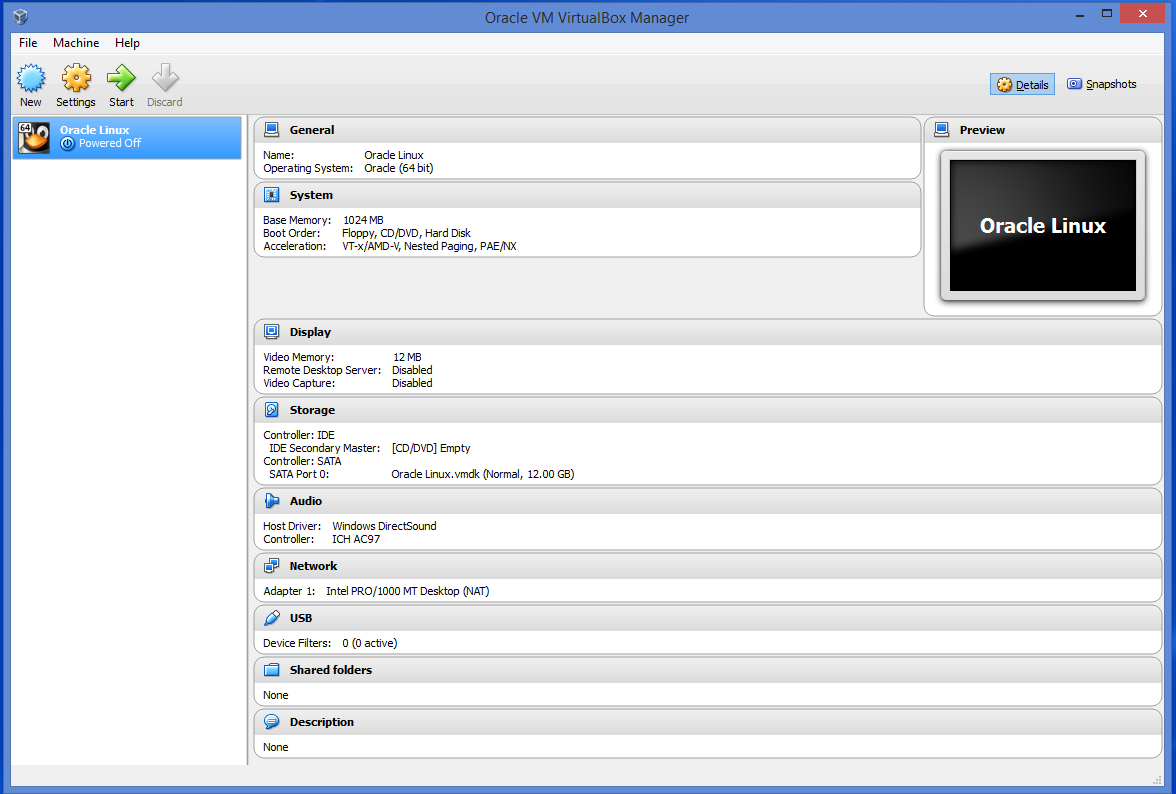 Oracle VM VirtualBox Manager
File Machine Help
New Settings Start Discard
Details Snapshots
64
Oracle Linux
Powered Off
General
Name: Oracle Linux
Operating System: Oracle (64 bit)
System
Base Memory: 1024 MB
Boot Order: Floppy, CD/DVD, Hard Disk
Acceleration: VT-x/AMD-V, Nested Paging, PAE/NX
Preview
Oracle Linux
Display
Video Memory: 12 MB
Remote Desktop Server: Disabled
Video Capture: Disabled
Storage
Controller: IDE
IDE Secondary Master: [CD/DVD] Empty
Controller: SATA
SATA Port 0: Oracle Linux.vmdk (Normal, 12.00 GB)
Audio
Host Driver: Windows DirectSound
Controller: ICH AC97
Network
Adapter 1: Intel PRO/1000 MT Desktop (NAT)
USB
Device Filters: 0 (0 active)
Shared folders
None
Description
None